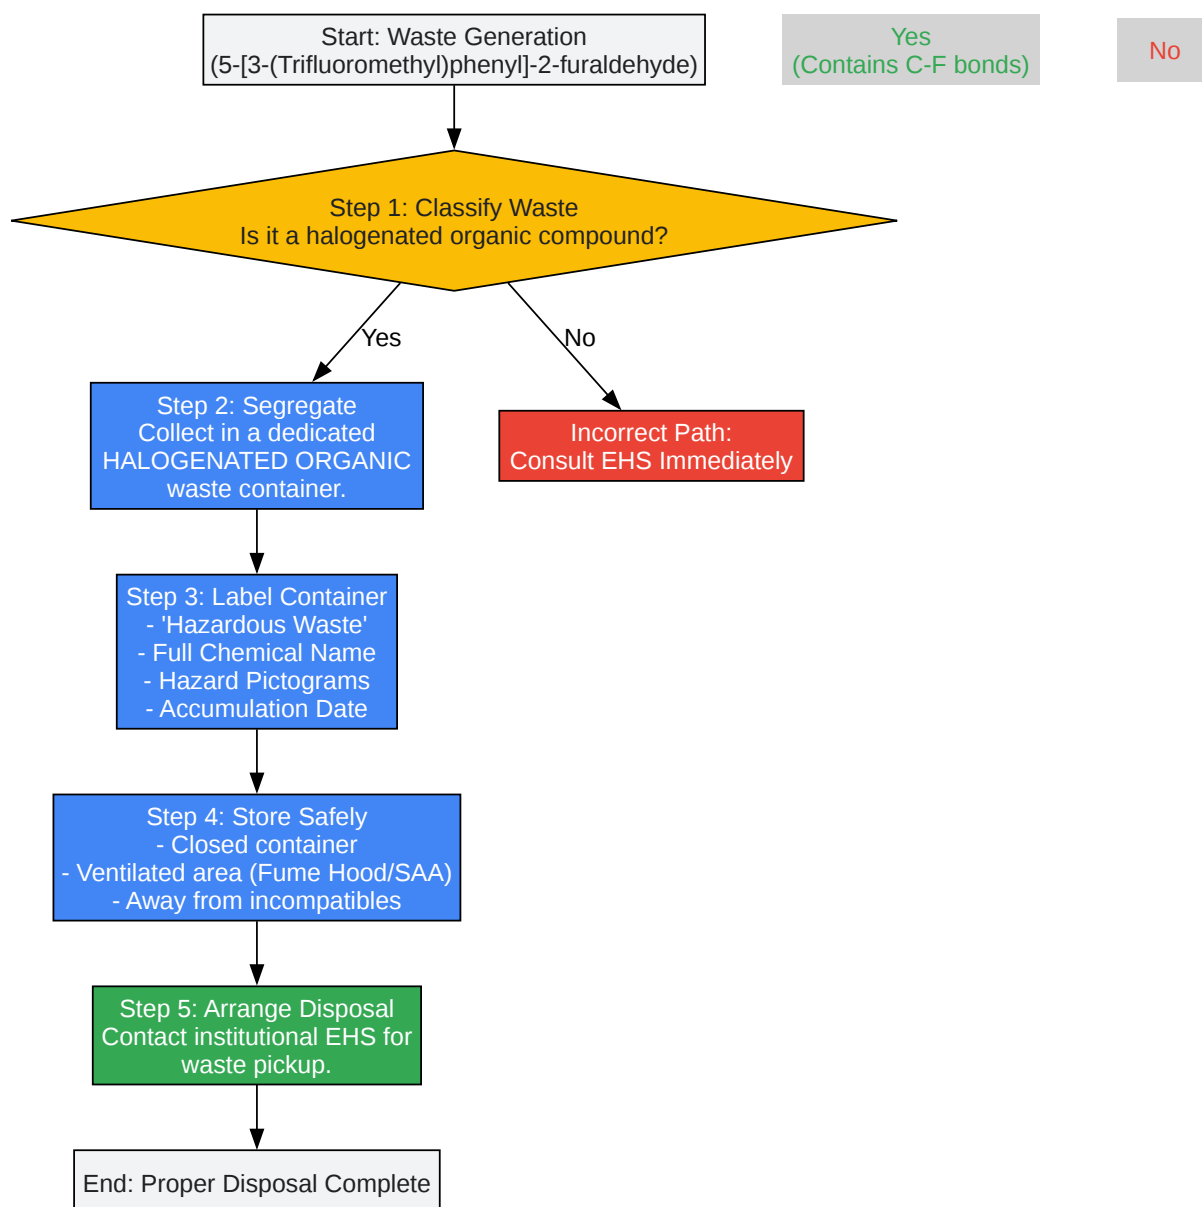 Start: Waste Generation
(5-[3-(Trifluoromethyl)phenyl]-2-furaldehyde)
Yes
(Contains C-F bonds)
No
Step 1: Classify Waste
Is it a halogenated organic compound?
Yes
No
Step 2: Segregate
Collect in a dedicated
HALOGENATED ORGANIC
waste container.
Incorrect Path:
Consult EHS Immediately
Step 3: Label Container
- 'Hazardous Waste'
- Full Chemical Name
- Hazard Pictograms
- Accumulation Date
Step 4: Store Safely
- Closed container
- Ventilated area (Fume Hood/SAA)
- Away from incompatibles
Step 5: Arrange Disposal
Contact institutional EHS for
waste pickup.
End: Proper Disposal Complete